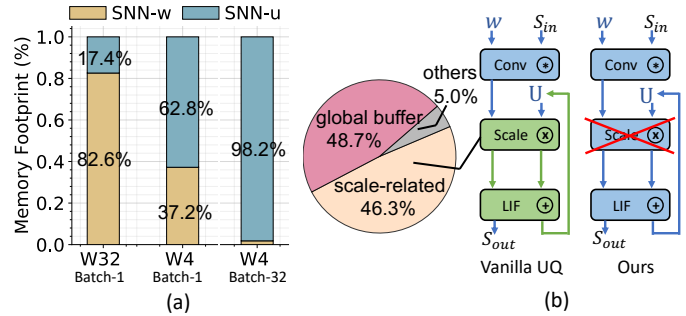 SNN-w SNN-u
Memory Footprint (%)
1.0
0.8
0.6
0.4
0.2
0.0
17.4%
82.6%
62.8%
37.2%
98.2%
W32 W4 W4
Batch-1 Batch-1 Batch-32
(a)
others
5.0%
global buffer
48.7%
scale-related
46.3%
w S_in
Conv *
U
Scale x
LIF +
S_out
Vanilla UQ
w S_in
Conv *
U
Scale x
LIF +
S_out
Ours
(b)